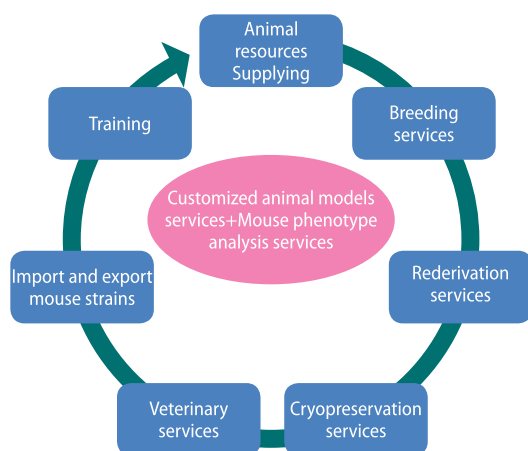 Animal
resources
Supplying
Breeding
services
Rederivation
services
Cryopreservation
services
Veterinary
services
Import and export
mouse strains
Training
Customized animal models
services+Mouse phenotype
analysis services